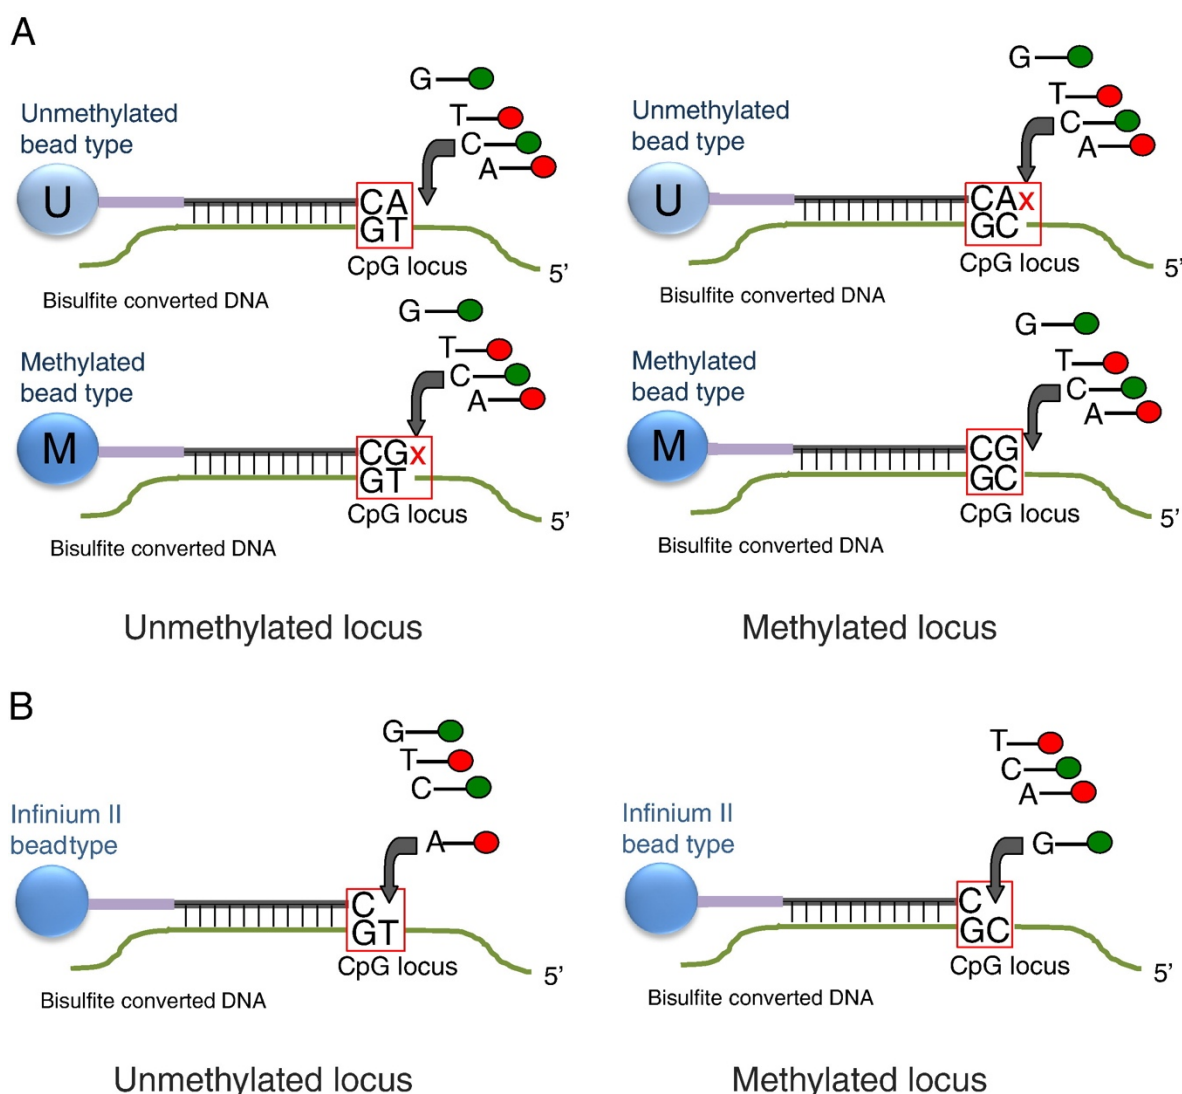 A
Unmethylated
bead type
U
G
T
C
A
CA
GT
CpG locus
5'
Bisulfite converted DNA
Unmethylated
bead type
U
G
T
C
A
CAx
GC
CpG locus
5'
Bisulfite converted DNA
Methylated
bead type
M
G
T
C
A
CGx
GT
CpG locus
5'
Bisulfite converted DNA
Methylated
bead type
M
G
T
C
A
CG
GC
CpG locus
5'
Bisulfite converted DNA
Unmethylated locus
Methylated locus
B
Infinium II
beadtype
G
T
C
A
C
GT
CpG locus
5'
Bisulfite converted DNA
Infinium II
bead type
T
C
A
G
C
GC
CpG locus
5'
Bisulfite converted DNA
Unmethylated locus
Methylated locus